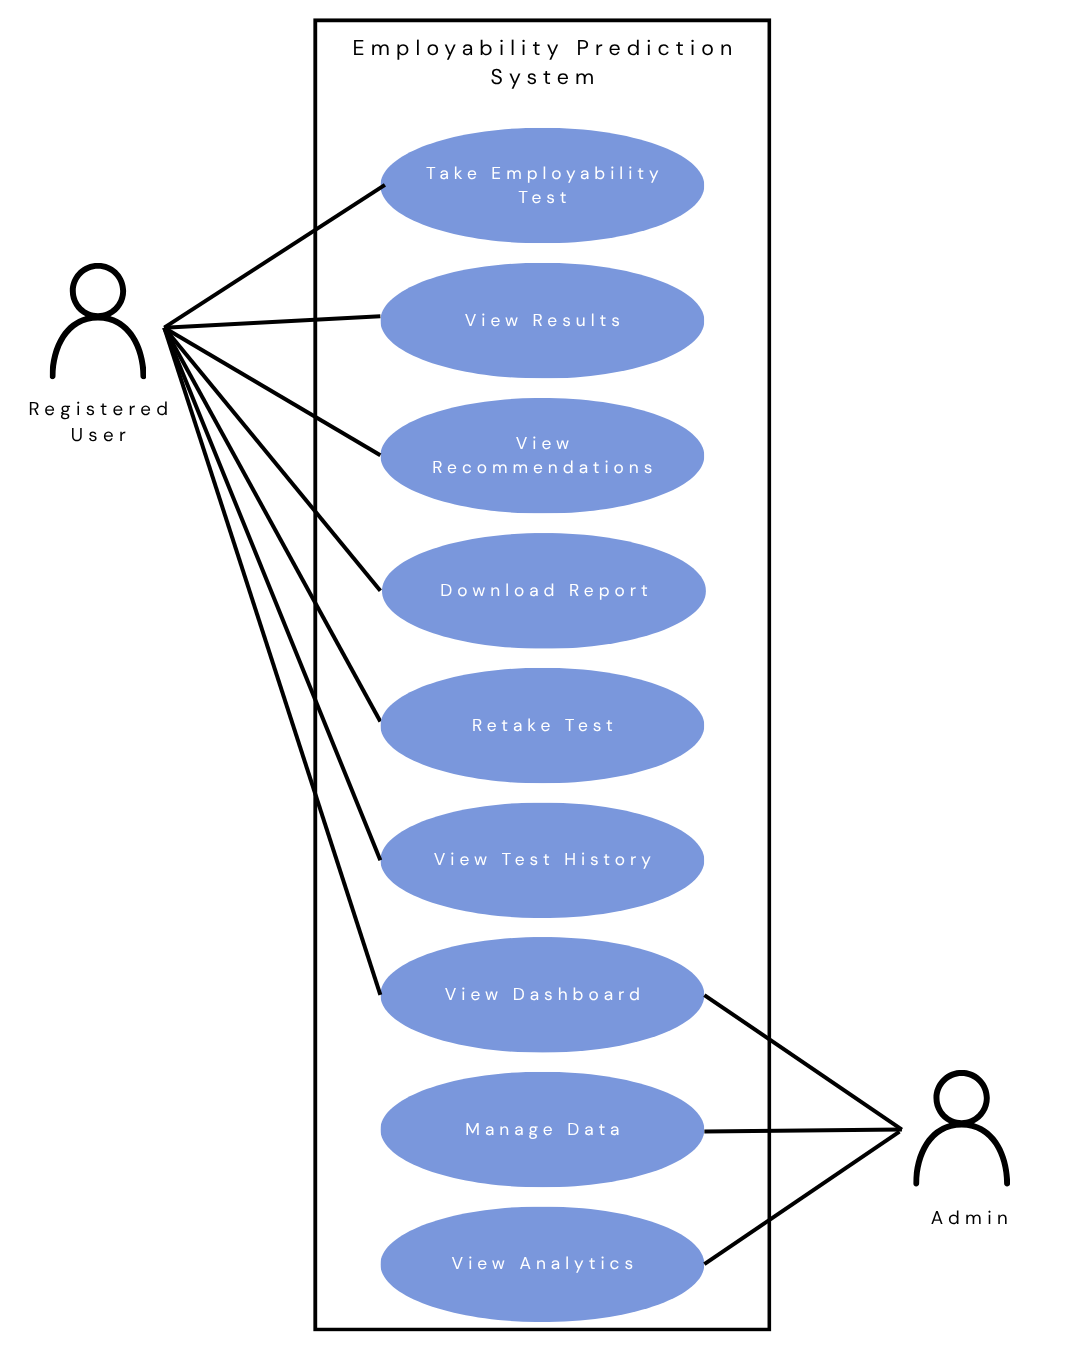 Employability Prediction
System
Take Employability
Test
View Results
Registered
User
View
Recommendations
Download Report
Retake Test
View Test History
View Dashboard
Manage Data
Admin
View Analytics